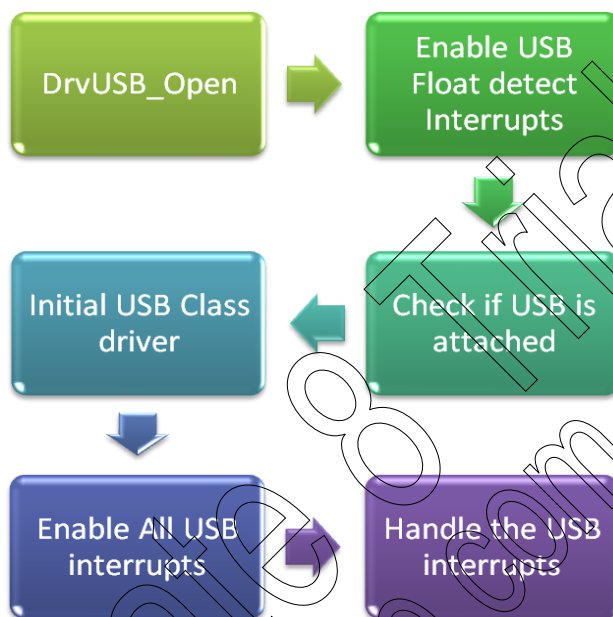 DrvUSB_Open
Enable USB
Float detect
Interrupts
Check if USB is
attached
Initial USB Class
driver
Enable All USB
interrupts
Handle the USB
interrupts